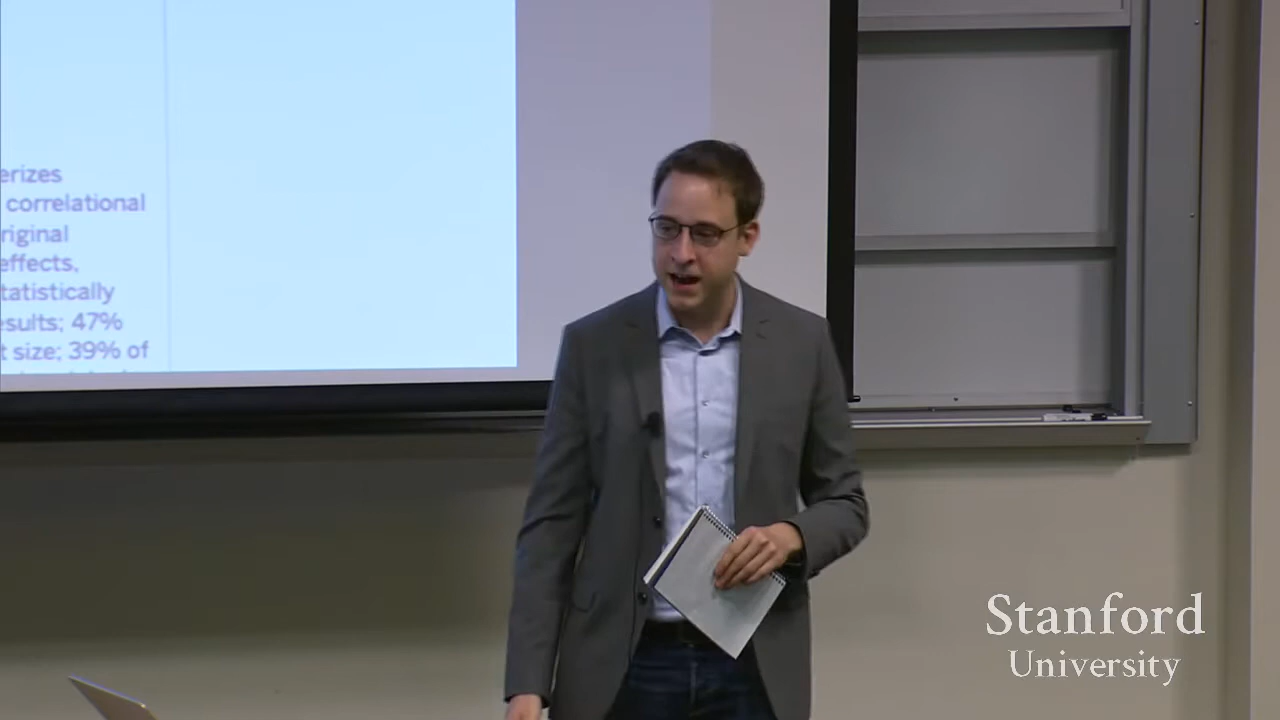 erizes
correlational
riginal
effects,
tatistically
esults; 47%
t size; 39% of
Stanford
University